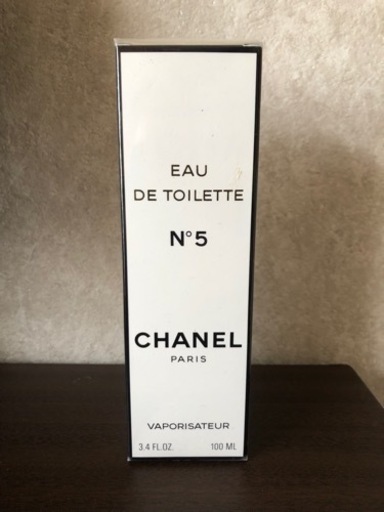 EAU
DE TOILETTE
N°5
CHANEL
PARIS
VAPORISATEUR
3.4 FL.OZ. 100 ML